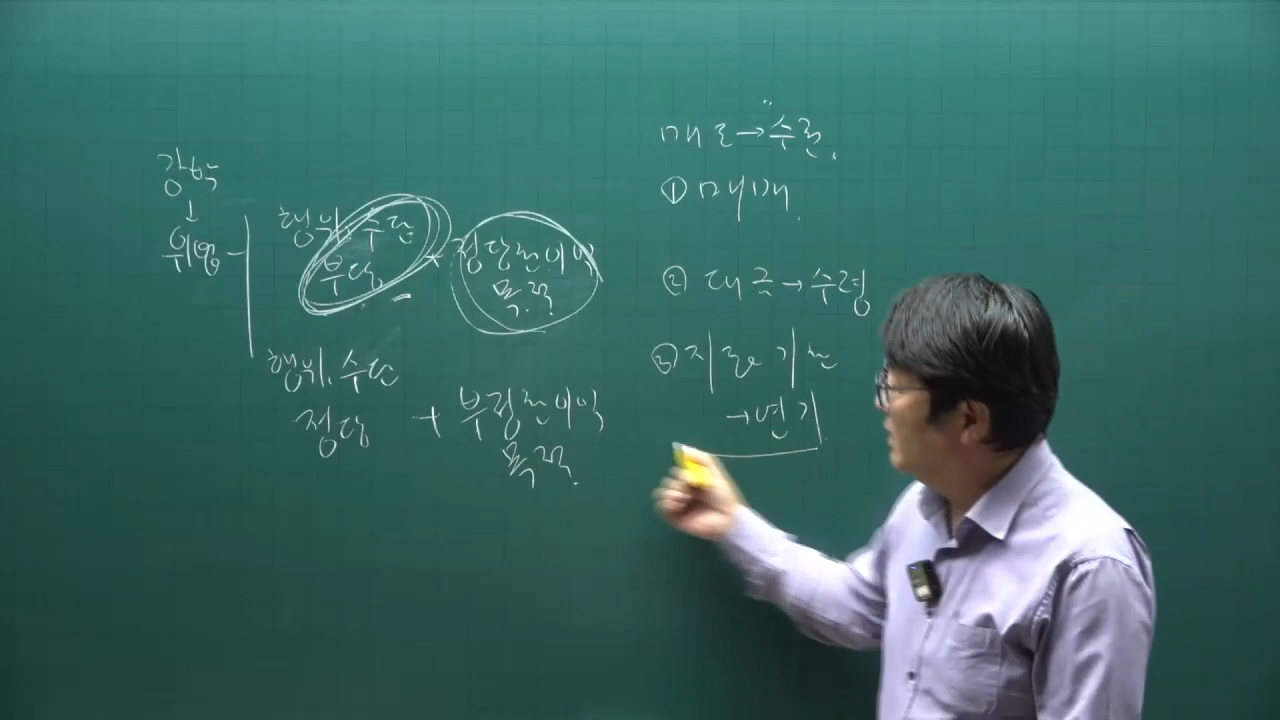 강박
↓
위법
행위, 수단
부당
+
정당한 이익
목적
행위, 수단
정당
+
부정한 이익
목적
매도→수권
① 매매
② 대금→수령
③ 지급기한
→연기